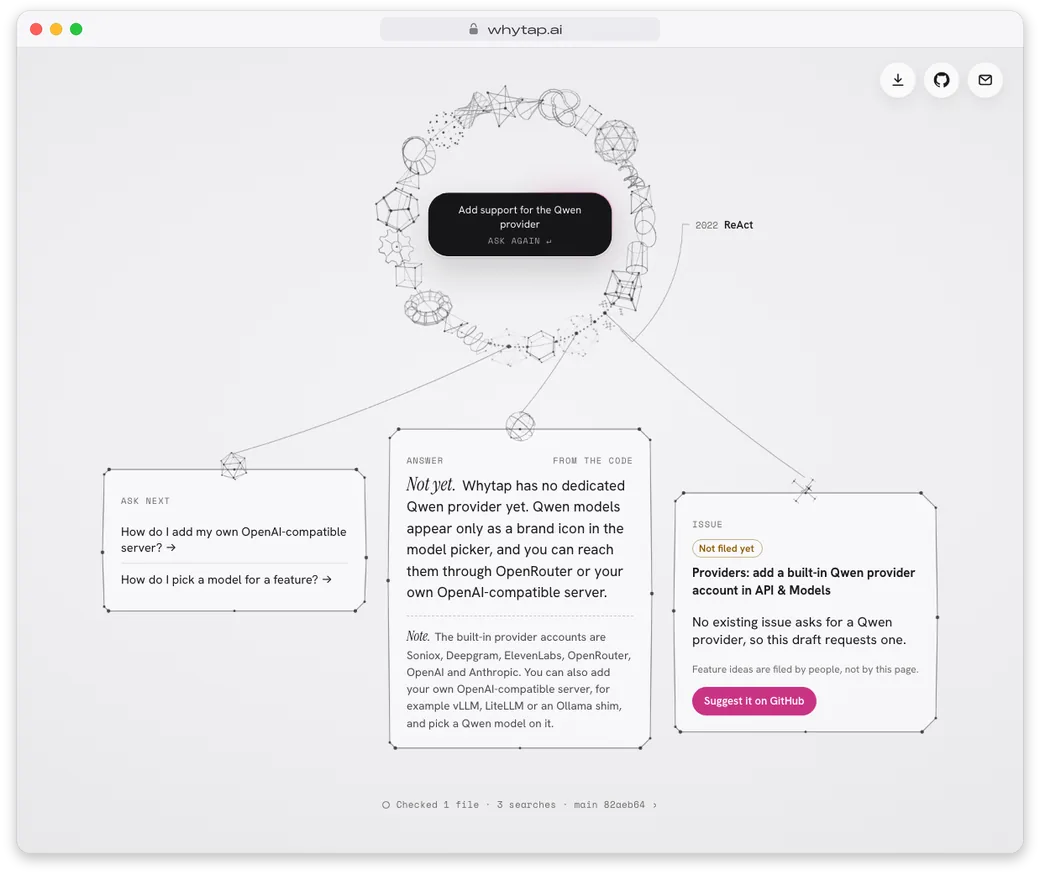 whytap.ai
Add support for the Qwen
provider
ASK AGAIN ↵
2022 ReAct
ASK NEXT
How do I add my own OpenAI-compatible
server? →
How do I pick a model for a feature? →
ANSWER FROM THE CODE
Not yet. Whytap has no dedicated
Qwen provider yet. Qwen models
appear only as a brand icon in the
model picker, and you can reach
them through OpenRouter or your
own OpenAI-compatible server.
Note. The built-in provider accounts are
Soniox, Deepgram, ElevenLabs, OpenRouter,
OpenAI and Anthropic. You can also add
your own OpenAI-compatible server, for
example vLLM, LiteLLM or an Ollama shim,
and pick a Qwen model on it.
ISSUE
Not filed yet
Providers: add a built-in Qwen provider
account in API & Models
No existing issue asks for a Qwen
provider, so this draft requests one.
Feature ideas are filed by people, not by this page.
Suggest it on GitHub
Checked 1 file · 3 searches · main 82aeb64 ›